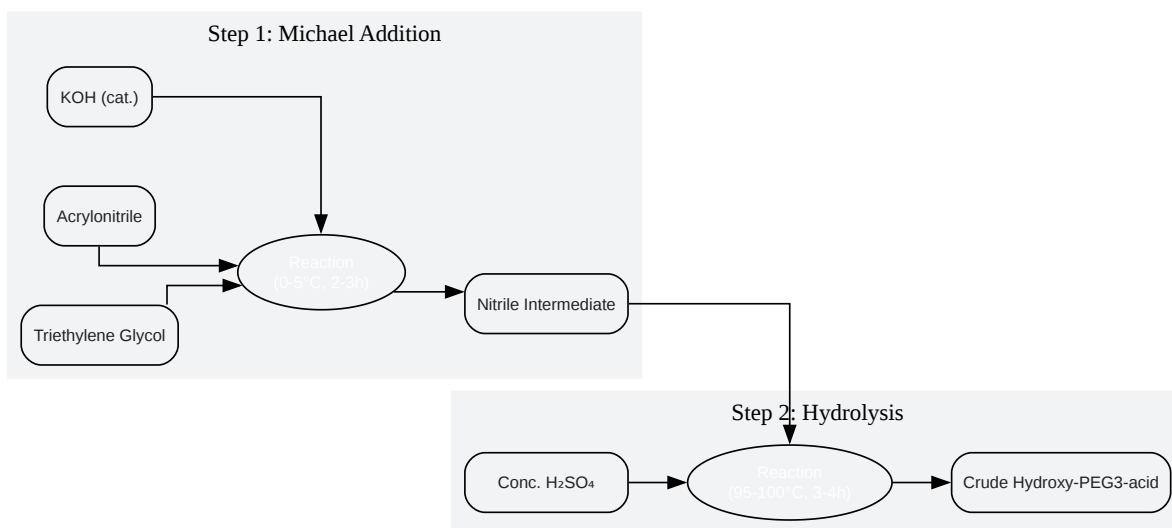 Step 1: Michael Addition
KOH (cat.)
Acrylonitrile
Reaction
(0-5°C, 2-3h)
Triethylene Glycol
Nitrile Intermediate
Step 2: Hydrolysis
Conc. H₂SO₄
Reaction
(95-100°C, 3-4h)
Crude Hydroxy-PEG3-acid